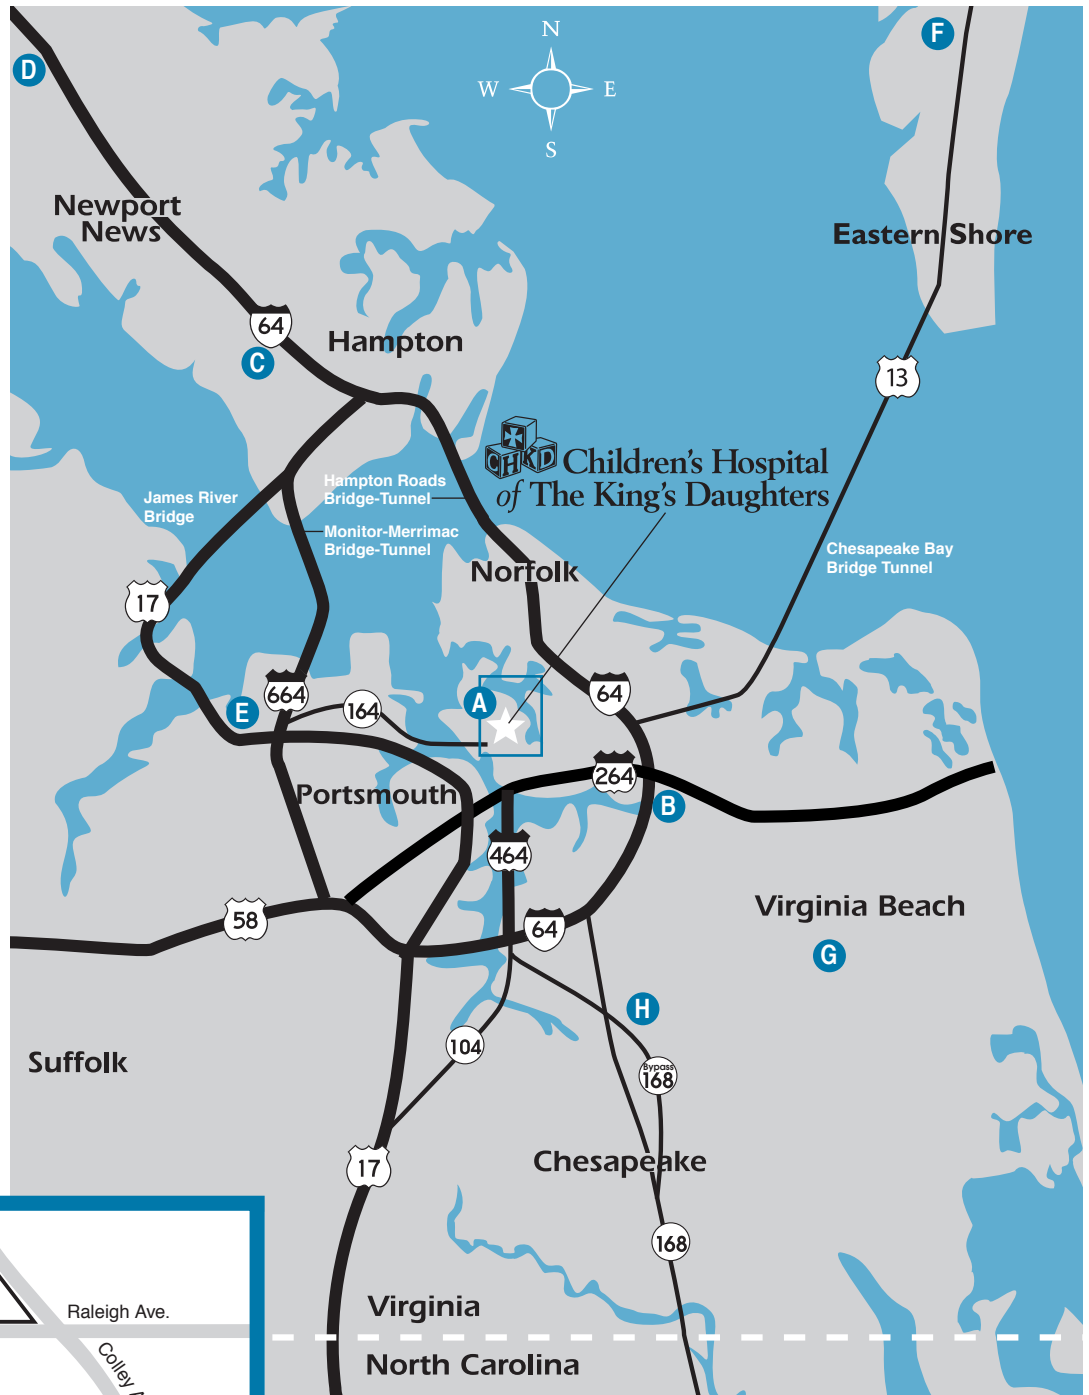 F
N
D
W
E
S
Newport
News
Eastern Shore
64
Hampton
C
13
CHKD
Children's Hospital
of The King's Daughters
Hampton Roads
Bridge-Tunnel
James River
Bridge
Monitor-Merrimac
Bridge-Tunnel
Chesapeake Bay
Bridge Tunnel
Norfolk
17
664
64
A
E
164
264
Portsmouth
B
464
Virginia Beach
58
64
G
H
104
Suffolk
Bypass
168
Chesapeake
17
168
Virginia
Raleigh Ave.
North Carolina
Colley